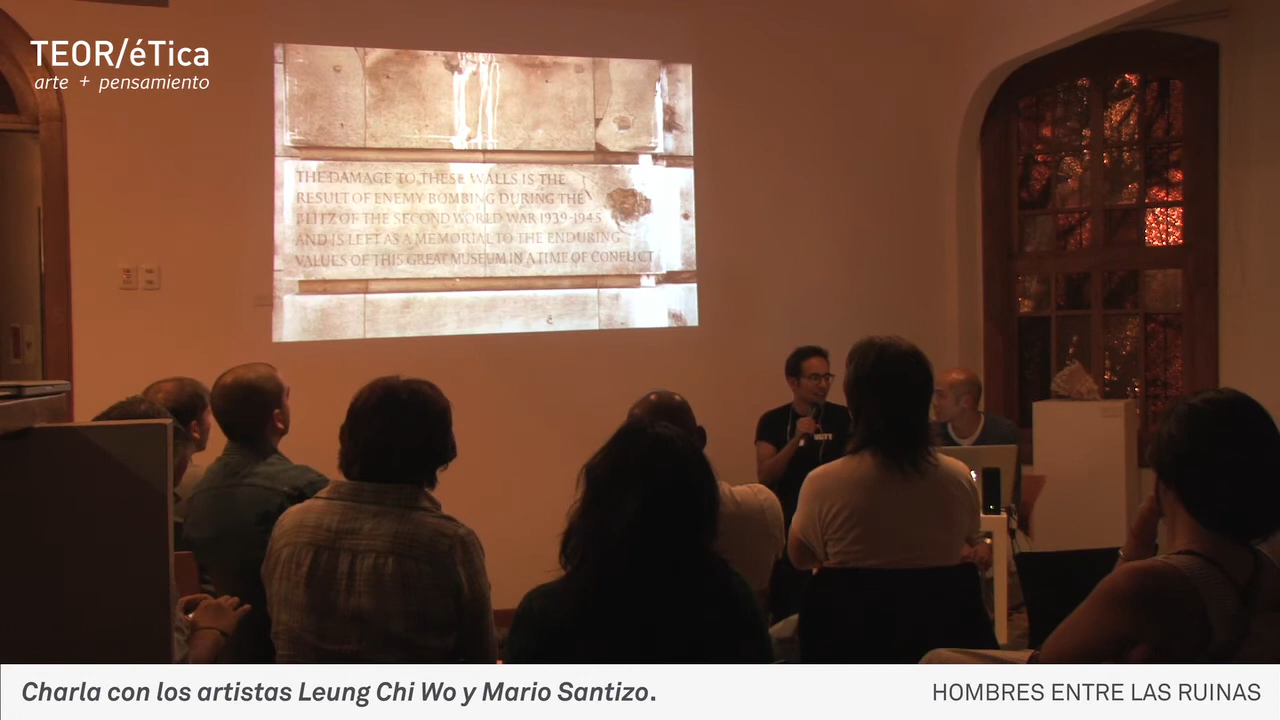 TEOR/éTica
arte + pensamiento
THE DAMAGE TO THESE WALLS IS THE
RESULT OF ENEMY BOMBING DURING THE
BLITZ OF THE SECOND WORLD WAR 1939-1945
AND IS LEFT AS A MEMORIAL TO THE ENDURING
VALUES OF THIS GREAT MUSEUM IN A TIME OF CONFLICT
Charla con los artistas Leung Chi Wo y Mario Santizo.
HOMBRES ENTRE LAS RUINAS